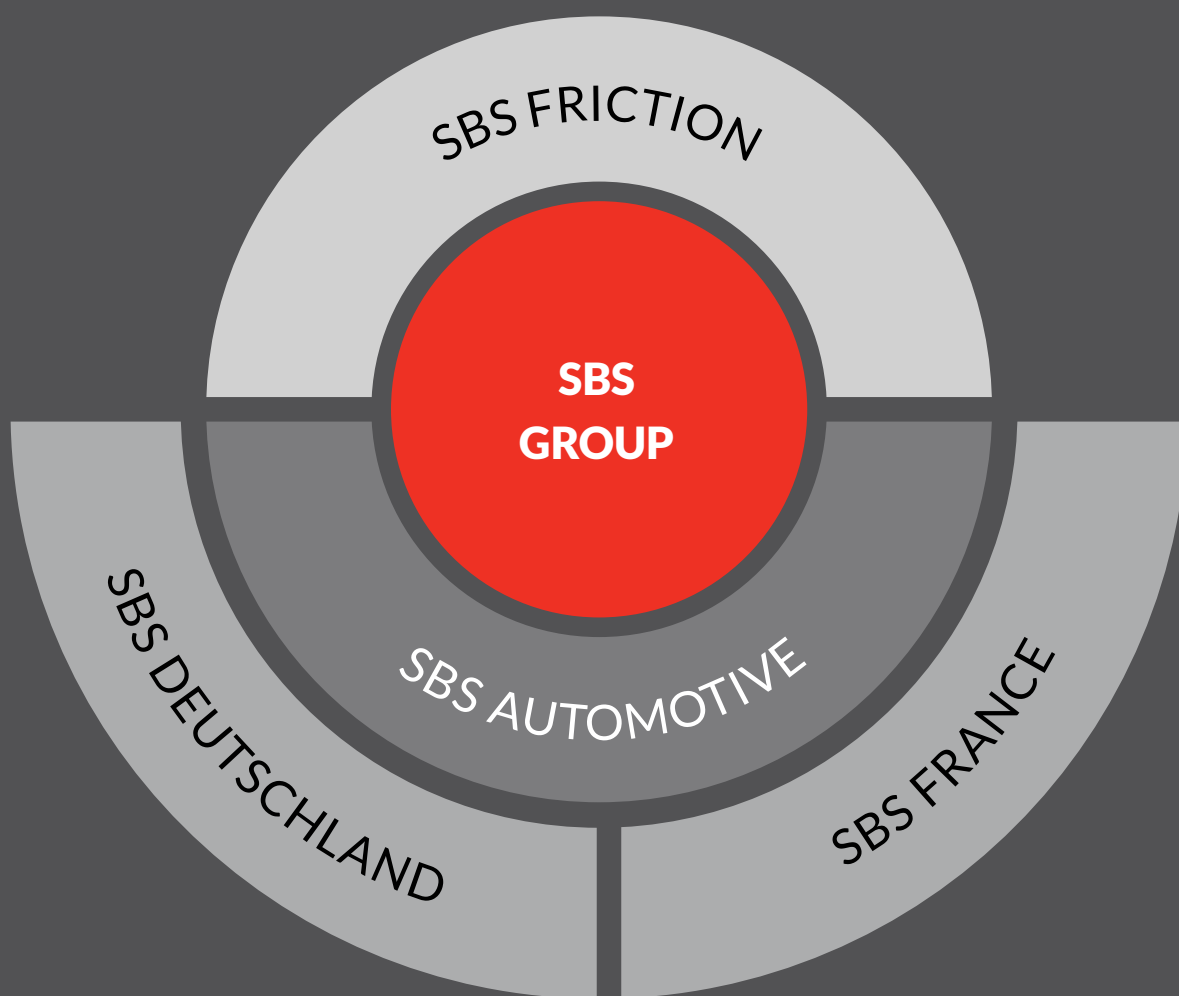 SBS FRICTION
SBS
GROUP
SBS AUTOMOTIVE
SBS DEUTSCHLAND
SBS FRANCE